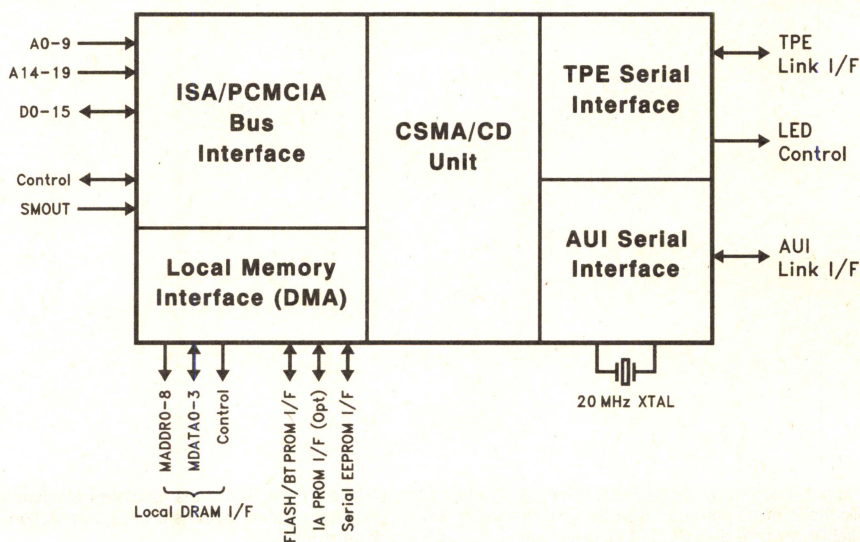 A0-9
A14-19
D0-15
Control
SMOUT
ISA/PCMCIA
Bus
Interface
Local Memory
Interface (DMA)
CSMA/CD
Unit
TPE Serial
Interface
AUI Serial
Interface
TPE
Link I/F
LED
Control
AUI
Link I/F
20 MHz XTAL
MADDR0-8
MDATA0-3
Control
Local DRAM I/F
FLASH/BT PROM I/F
IA PROM I/F (Opt)
Serial EEPROM I/F